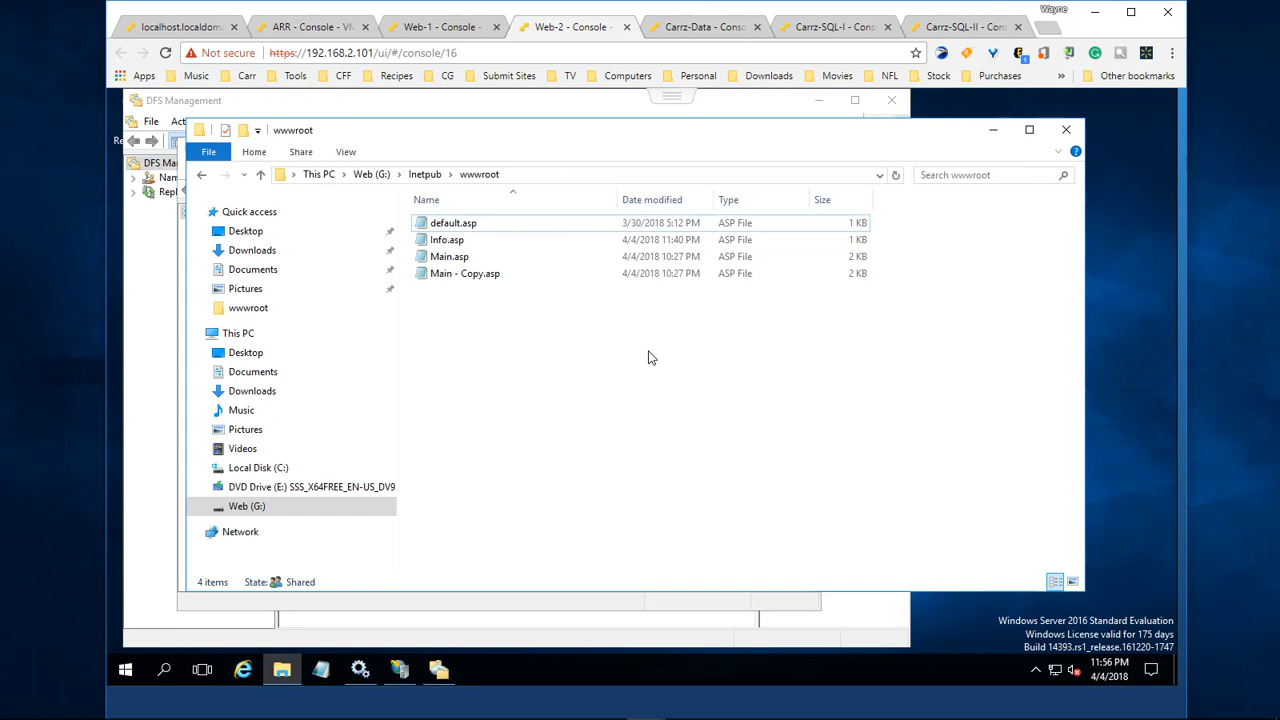 Wayne
localhost.localdom
ARR - Console - VM
Web-1 - Console -
Web-2 - Console -
Carrz-Data - Conso
Carrz-SQL-I - Cons
Carrz-SQL-II - Con
Not secure
https://192.168.2.101/ui/#/console/16
Apps
Music
Carr
Tools
CFF
Recipes
CG
Submit Sites
TV
Computers
Personal
Downloads
Movies
NFL
Stock
Purchases
»
Other bookmarks
DFS Management
File
Act
Re
DFS Ma
Nam
Repl
wwwroot
File
Home
Share
View
This PC
Web (G:)
Inetpub
wwwroot
Search wwwroot
Name
Date modified
Type
Size
default.asp 3/30/2018 5:12 PM ASP File 1 KB
Info.asp 4/4/2018 11:40 PM ASP File 1 KB
Main.asp 4/4/2018 10:27 PM ASP File 2 KB
Main - Copy.asp 4/4/2018 10:27 PM ASP File 2 KB
Quick access
Desktop
Downloads
Documents
Pictures
wwwroot
This PC
Desktop
Documents
Downloads
Music
Pictures
Videos
Local Disk (C:)
DVD Drive (E:) SSS_X64FREE_EN-US_DV9
Web (G:)
Network
4 items
State:
Shared
Windows Server 2016 Standard Evaluation
Windows License valid for 175 days
Build 14393.rs1_release.161220-1747
11:56 PM
4/4/2018